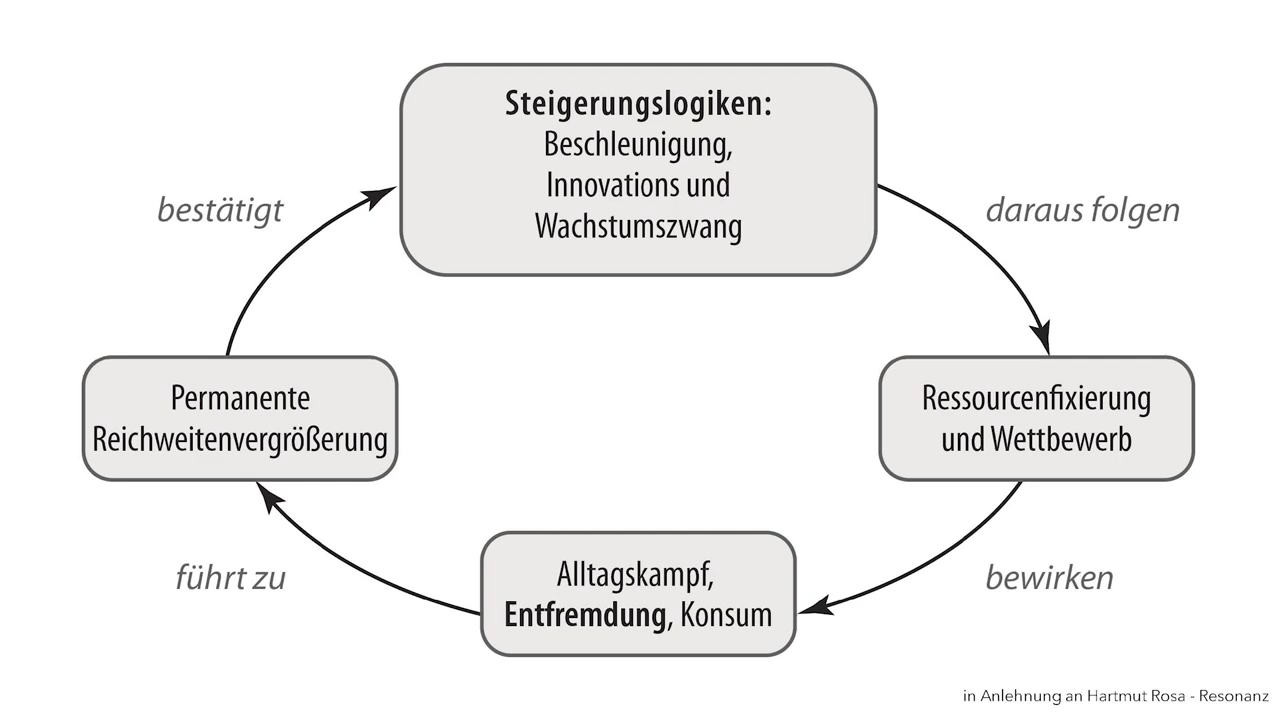 Steigerungslogiken:
Beschleunigung,
Innovations und
Wachstumszwang
bestätigt
daraus folgen
Permanente
Reichweitenvergrößerung
Ressourcenfixierung
und Wettbewerb
führt zu
bewirken
Alltagskampf,
Entfremdung, Konsum
in Anlehnung an Hartmut Rosa - Resonanz